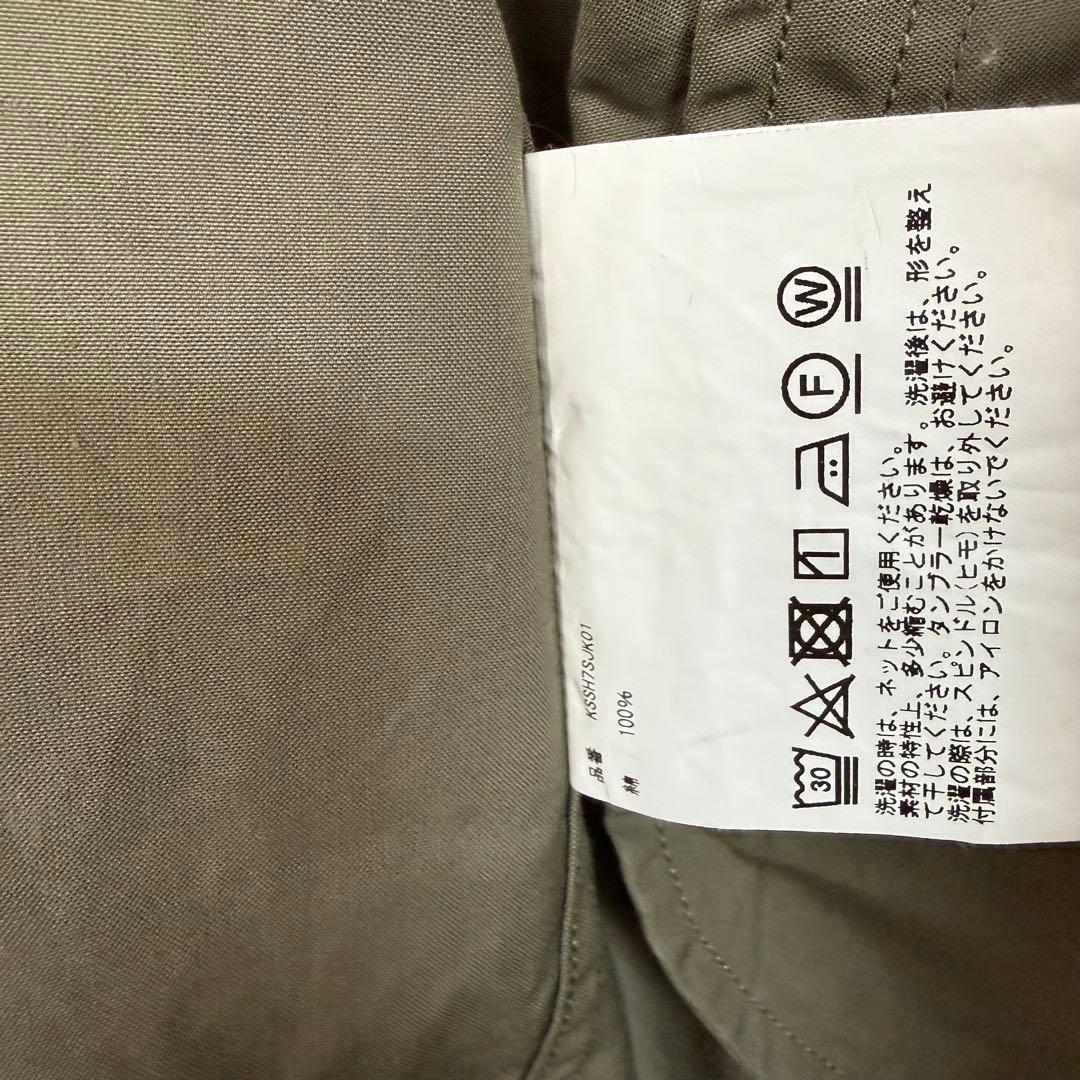 品番 KSSH7SJK01
綿 100%
30
F
W
洗濯の時は、ネットをご使用ください。
素材の特性上、多少縮むことがあります。洗濯後は、形を整え
て干してください。タンブラー乾燥は、お避けください。
洗濯の際は、スピンドル(ヒモ)を取り外してください。
付属部分には、アイロンをかけないでください。